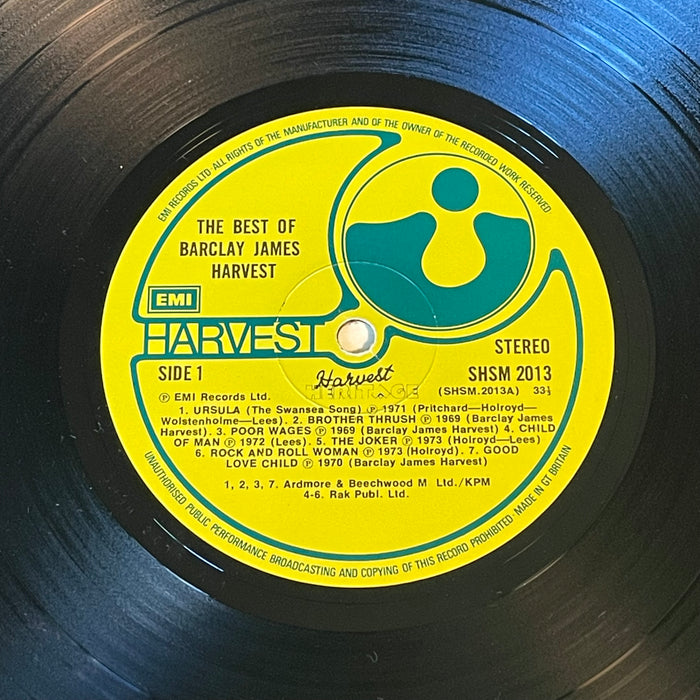 EMI RECORDS LTD · ALL RIGHTS OF THE MANUFACTURER AND OF THE OWNER OF THE RECORDED WORK RESERVED
THE BEST OF
BARCLAY JAMES
HARVEST
EMI
HARVEST
STEREO
SIDE 1
SHSM 2013
Harvest
HERITAGE
℗ EMI Records Ltd.
(SHSM.2013A) 33⅓
1. URSULA (The Swansea Song) ℗ 1971 (Pritchard—Holroyd—
Wolstenholme—Lees). 2. BROTHER THRUSH ℗ 1969 (Barclay James
Harvest). 3. POOR WAGES ℗ 1969 (Barclay James Harvest) 4. CHILD
OF MAN ℗ 1972 (Lees). 5. THE JOKER ℗ 1973 (Holroyd—Lees)
6. ROCK AND ROLL WOMAN ℗ 1973 (Holroyd). 7. GOOD
LOVE CHILD ℗ 1970 (Barclay James Harvest)
1, 2, 3, 7. Ardmore & Beechwood M Ltd./KPM
4-6. Rak Publ. Ltd.
UNAUTHORISED PUBLIC PERFORMANCE BROADCASTING AND COPYING OF THIS RECORD PROHIBITED · MADE IN GT BRITAIN